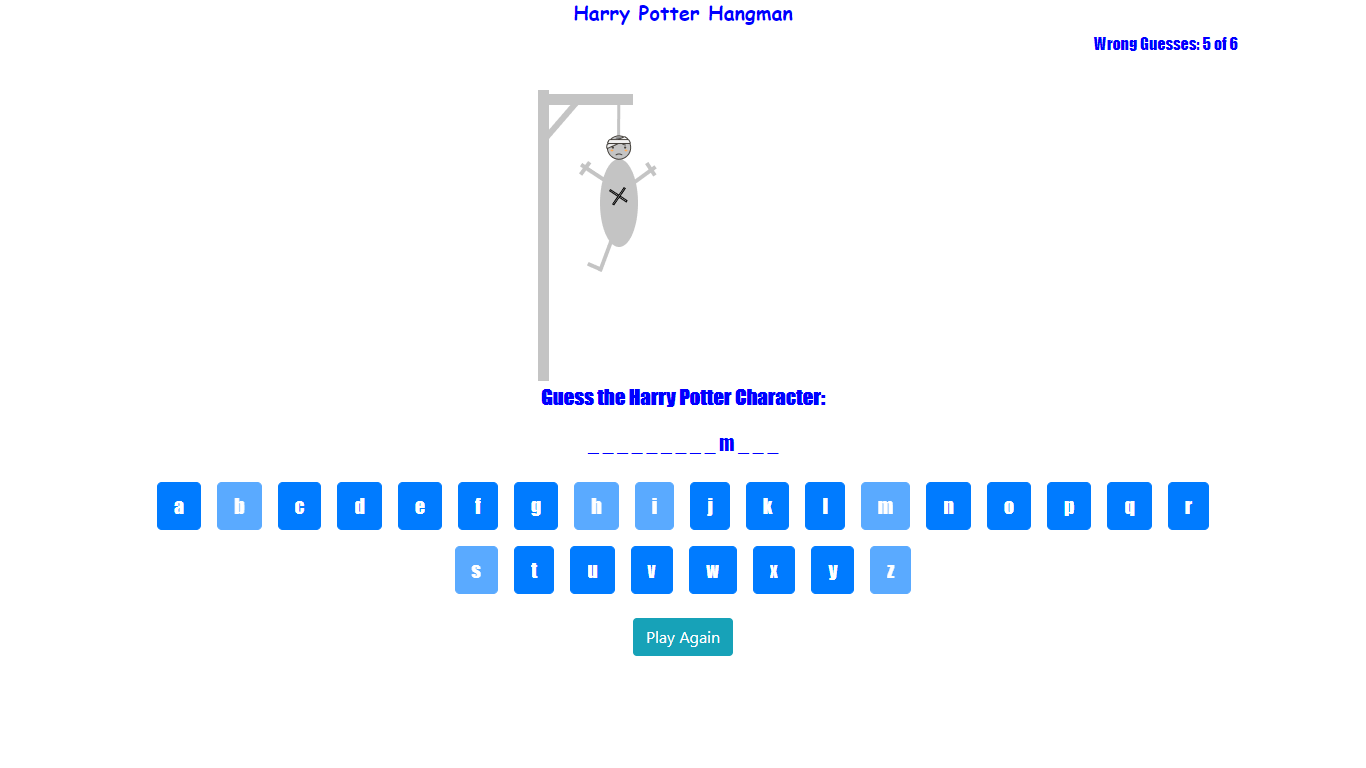 Harry Potter Hangman
Wrong Guesses: 5 of 6
Guess the Harry Potter Character:
_ _ _ _ _ _ _ _ _ m _ _ _
a b c d e f g h i j k l m n o p q r
s t u v w x y z
Play Again